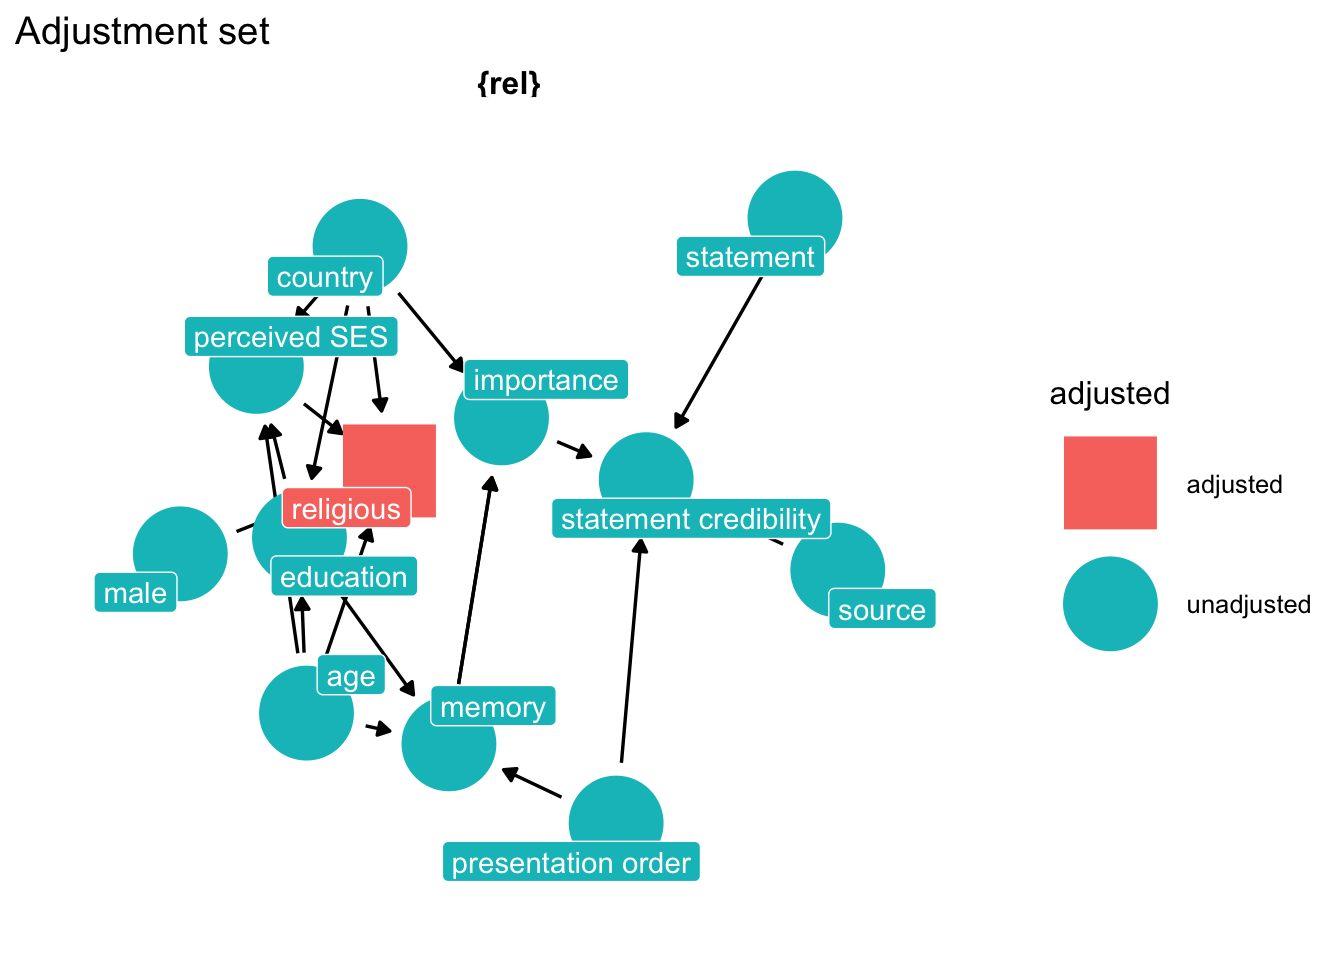 Adjustment set
{rel}
statement
country
perceived SES
importance
adjusted
adjusted
religious
statement credibility
education
male
source
unadjusted
age
memory
presentation order